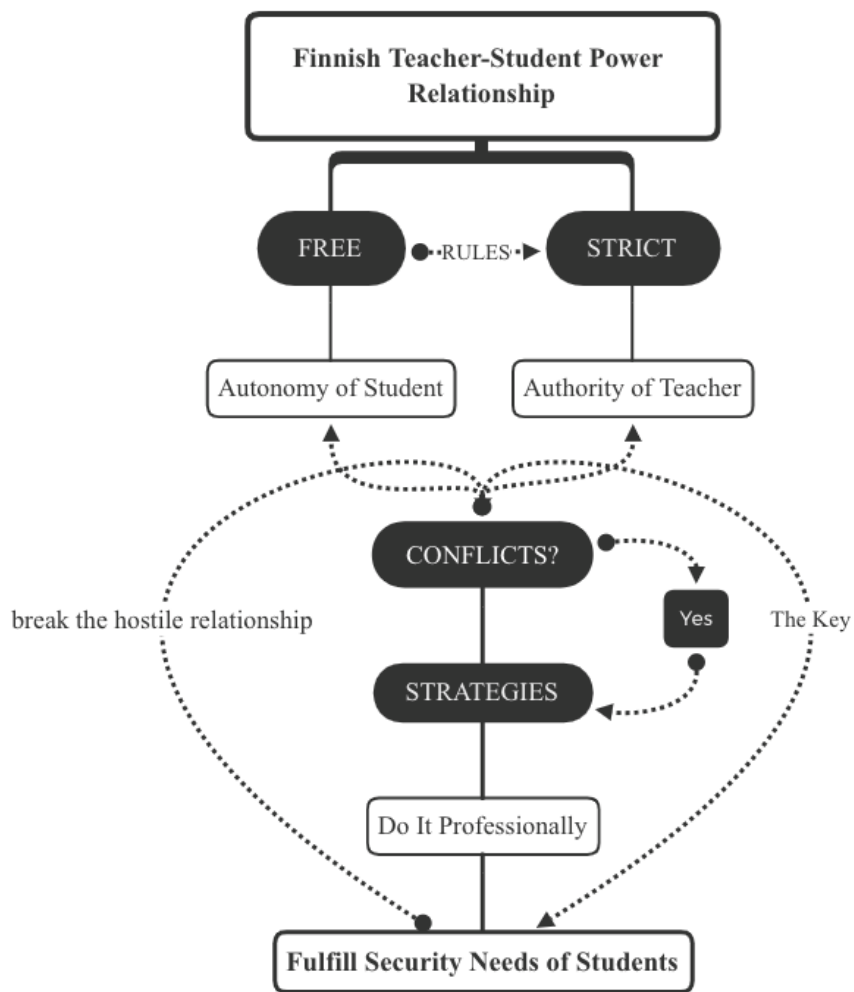 Finnish Teacher-Student Power
Relationship
FREE
RULES
STRICT
Autonomy of Student
Authority of Teacher
CONFLICTS?
Yes
break the hostile relationship
The Key
STRATEGIES
Do It Professionally
Fulfill Security Needs of Students